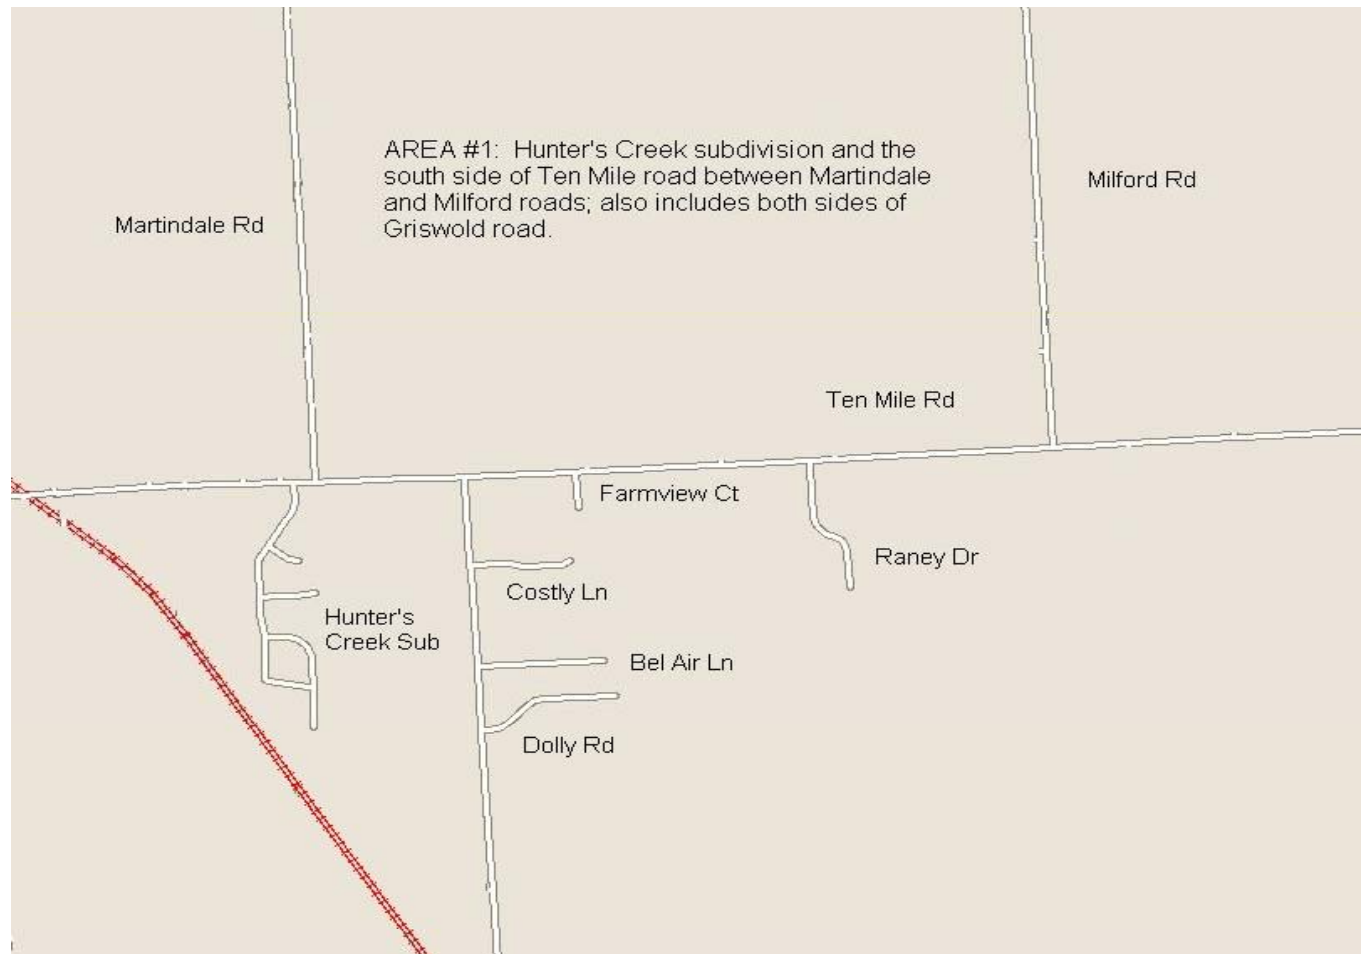 AREA #1:  Hunter's Creek subdivision and the
south side of Ten Mile road between Martindale
and Milford roads; also includes both sides of
Griswold road.
Milford Rd
Martindale Rd
Ten Mile Rd
Farmview Ct
Raney Dr
Costly Ln
Hunter's
Creek Sub
Bel Air Ln
Dolly Rd